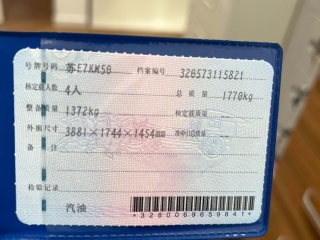 号牌号码 苏E7KM58 档案编号 320573115821
核定载人数 4人 总质量 1770kg
整备质量 1372kg 核定载质量 --
外廓尺寸 3881×1744×1454mm 准牵引总质量 --
备注
检验记录
汽油 *3280069659841*